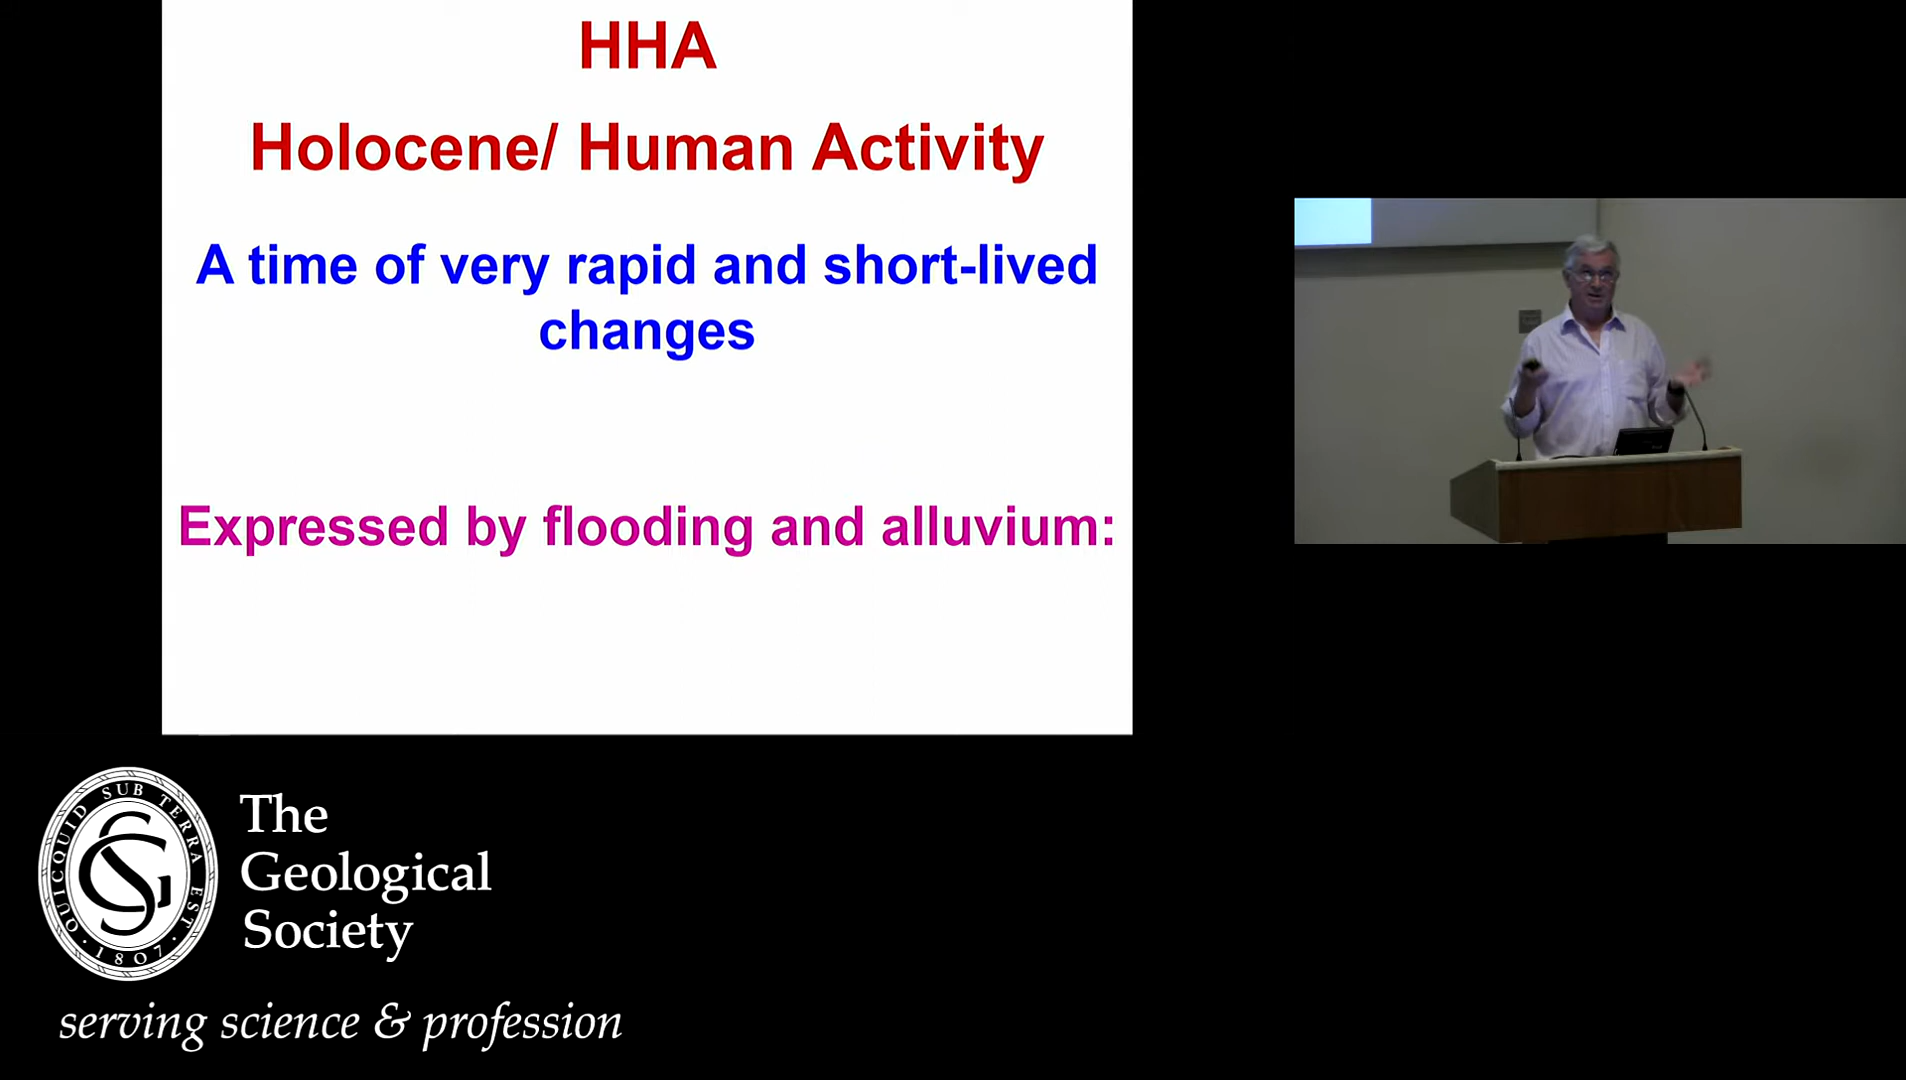 HHA
Holocene/ Human Activity
A time of very rapid and short-lived
changes
Expressed by flooding and alluvium:
QUICQUID SUB TERRA EST
1807
The
Geological
Society
serving science & profession